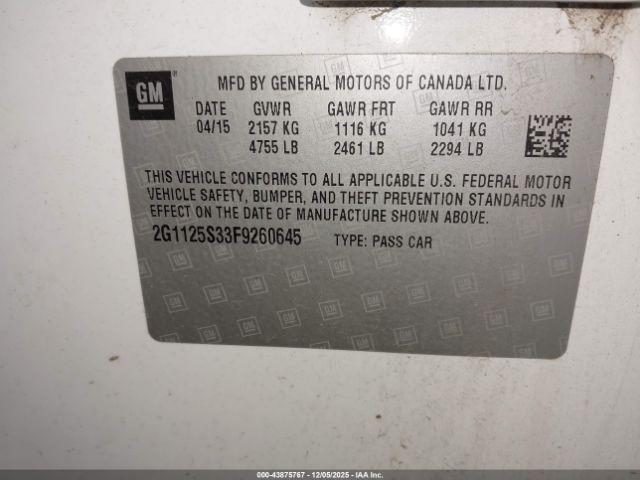 GM
MFD BY GENERAL MOTORS OF CANADA LTD.
DATE GVWR GAWR FRT GAWR RR
04/15 2157 KG 1116 KG 1041 KG
4755 LB 2461 LB 2294 LB
THIS VEHICLE CONFORMS TO ALL APPLICABLE U.S. FEDERAL MOTOR
VEHICLE SAFETY, BUMPER, AND THEFT PREVENTION STANDARDS IN
EFFECT ON THE DATE OF MANUFACTURE SHOWN ABOVE.
2G1125S33F9260645 TYPE: PASS CAR
000-43875767 - 12/05/2025 - IAADFS